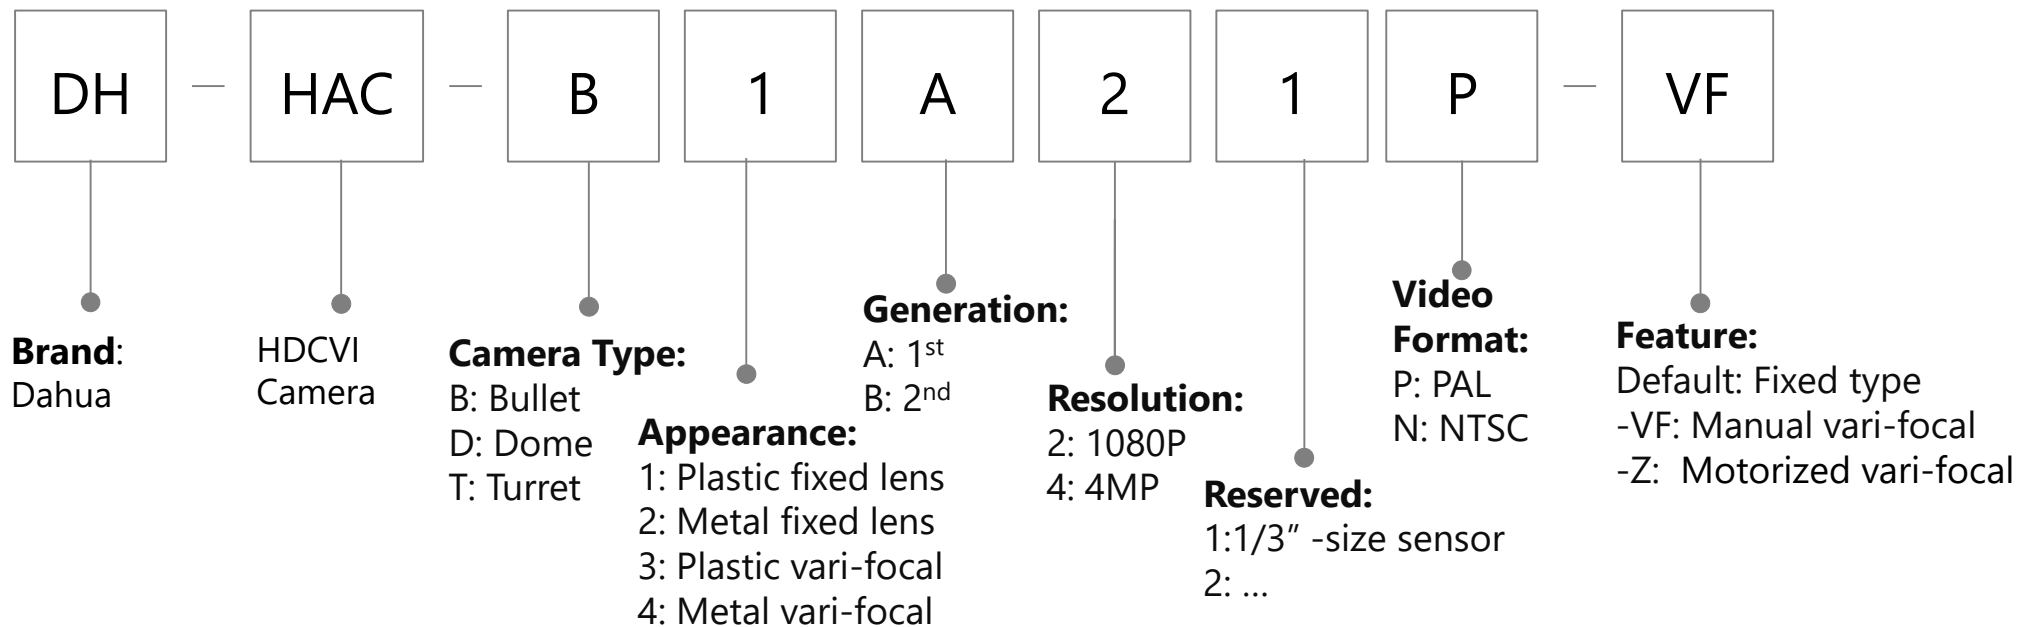 DH — HAC — B 1 A 2 1 P — VF
Brand:
Dahua
HDCVI
Camera
Camera Type:
B: Bullet
D: Dome
T: Turret
Appearance:
1: Plastic fixed lens
2: Metal fixed lens
3: Plastic vari-focal
4: Metal vari-focal
Generation:
A: 1st
B: 2nd
Resolution:
2: 1080P
4: 4MP
Reserved:
1:1/3” -size sensor
2: ...
Video
Format:
P: PAL
N: NTSC
Feature:
Default: Fixed type
-VF: Manual vari-focal
-Z: Motorized vari-focal